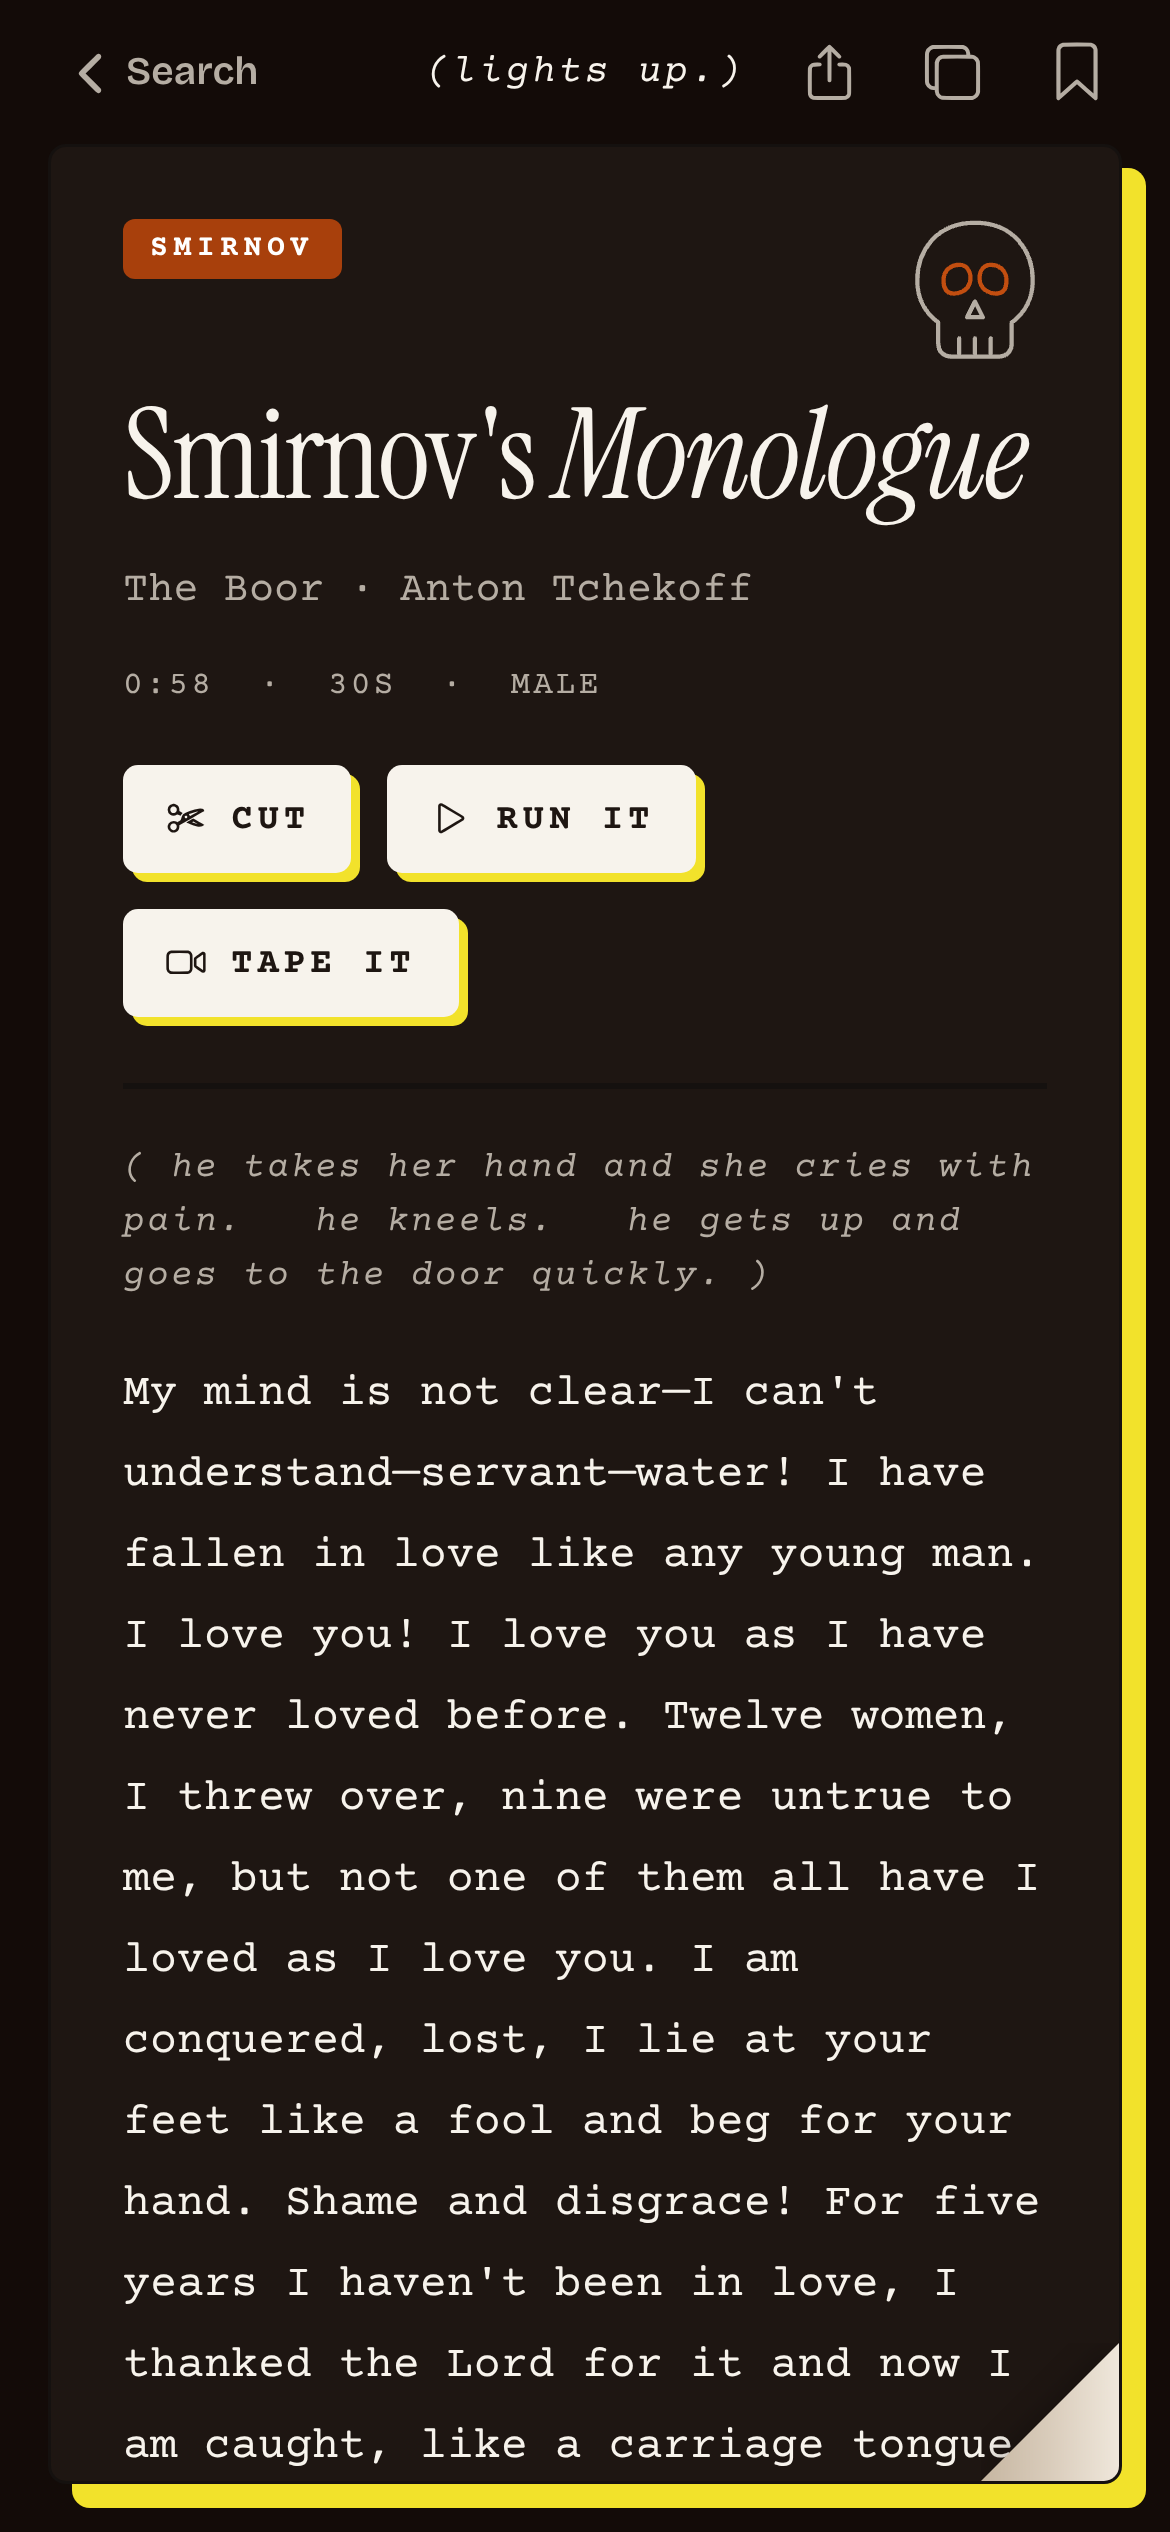 Search
(lights up.)
SMIRNOV
Smirnov's Monologue
The Boor · Anton Tchekoff
0:58 · 30S · MALE
CUT
RUN IT
TAPE IT
( he takes her hand and she cries with
pain.   he kneels.   he gets up and
goes to the door quickly. )
My mind is not clear—I can't
understand—servant—water! I have
fallen in love like any young man.
I love you! I love you as I have
never loved before. Twelve women,
I threw over, nine were untrue to
me, but not one of them all have I
loved as I love you. I am
conquered, lost, I lie at your
feet like a fool and beg for your
hand. Shame and disgrace! For five
years I haven't been in love, I
thanked the Lord for it and now I
am caught, like a carriage tongue